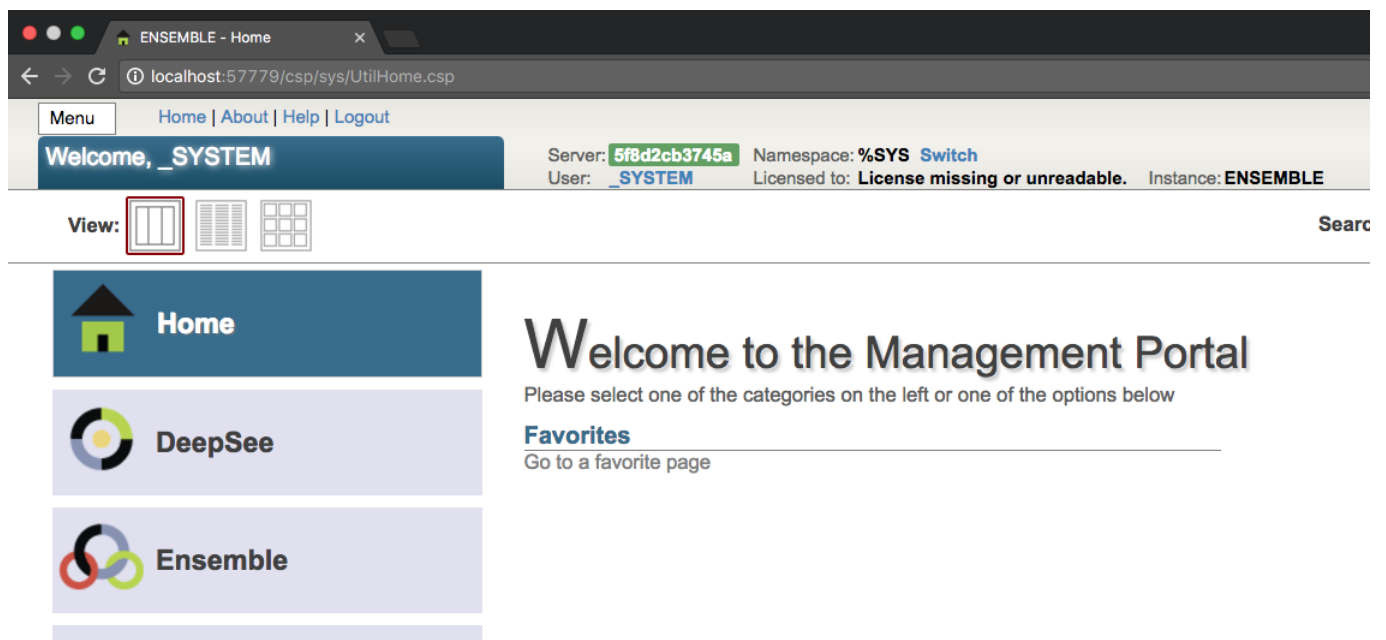 ENSEMBLE - Home
localhost:57779/csp/sys/UtilHome.csp
Menu Home | About | Help | Logout
Welcome, _SYSTEM
Server: 5f8d2cb3745a Namespace: %SYS Switch
User: _SYSTEM Licensed to: License missing or unreadable. Instance: ENSEMBLE
View: Searc
Home
Welcome to the Management Portal
Please select one of the categories on the left or one of the options below
Favorites
Go to a favorite page
DeepSee
Ensemble